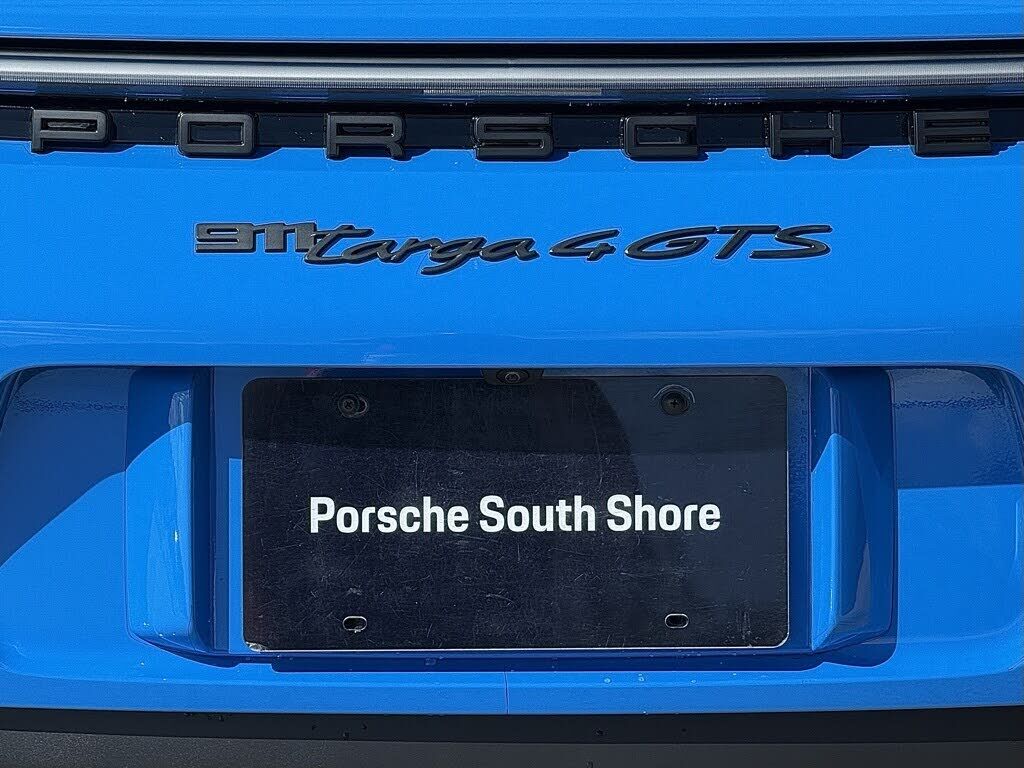 PORSCHE
911 targa 4 GTS
Porsche South Shore